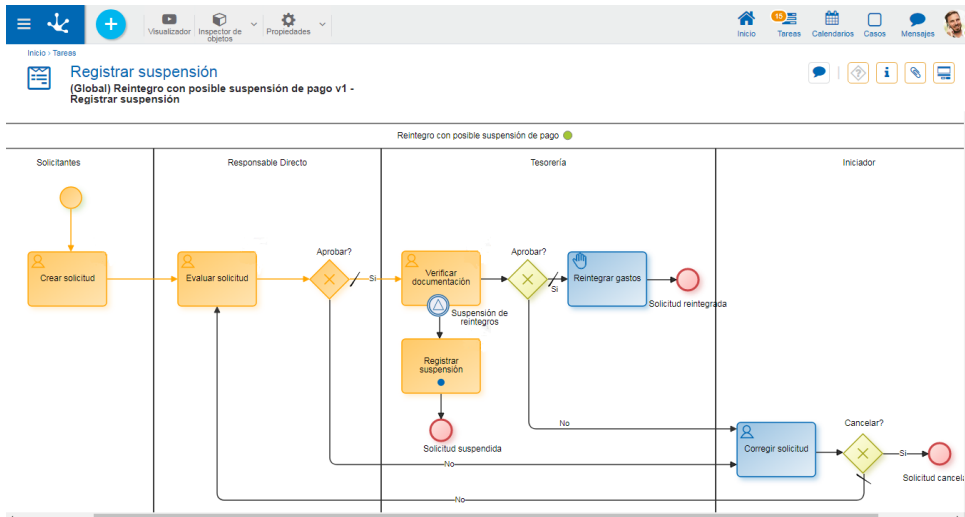 Visualizador
Inspector de
objetos
Propiedades
Inicio
15
Tareas
Calendarios
Casos
Mensajes
Inicio › Tareas
Registrar suspensión
(Global) Reintegro con posible suspensión de pago v1 -
Registrar suspensión
Reintegro con posible suspensión de pago
Solicitantes
Responsable Directo
Tesorería
Iniciador
Crear solicitud
Evaluar solicitud
Aprobar?
Si
Verificar
documentación
Aprobar?
Si
Reintegrar gastos
Solicitud reintegrada
Suspensión de
reintegros
Registrar
suspensión
Solicitud suspendida
No
No
Corregir solicitud
Cancelar?
Si
Solicitud cancela
No